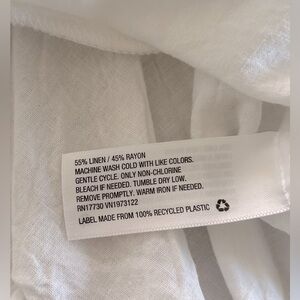 55% LINEN / 45% RAYON
MACHINE WASH COLD WITH LIKE COLORS.
GENTLE CYCLE. ONLY NON-CHLORINE
BLEACH IF NEEDED. TUMBLE DRY LOW.
REMOVE PROMPTLY. WARM IRON IF NEEDED.
RN17730 VN1973122
LABEL MADE FROM 100% RECYCLED PLASTIC